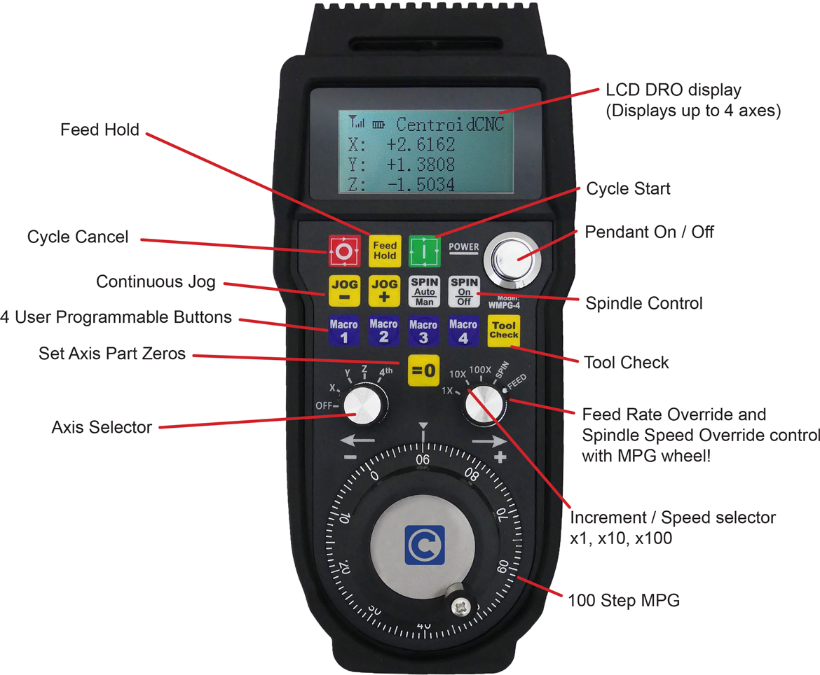 LCD DRO display
(Displays up to 4 axes)
Feed Hold
CentroidCNC
X: +2.6162
Y: +1.3808
Z: -1.5034
Cycle Start
Cycle Cancel
Feed
Hold
POWER
Pendant On / Off
Continuous Jog
JOG
-
JOG
+
SPIN
Auto
Man
SPIN
On
Off
Model
WMPG-4
Spindle Control
4 User Programmable Buttons
Macro
1
Macro
2
Macro
3
Macro
4
Tool
Check
Set Axis Part Zeros
=0
Tool Check
OFF
X
Y
Z
4th
1X
10X
100X
SPIN
FEED
Axis Selector
Feed Rate Override and
Spindle Speed Override control
with MPG wheel!
-
+
0
10
20
30
40
60
70
80
90
C
Increment / Speed selector
x1, x10, x100
100 Step MPG